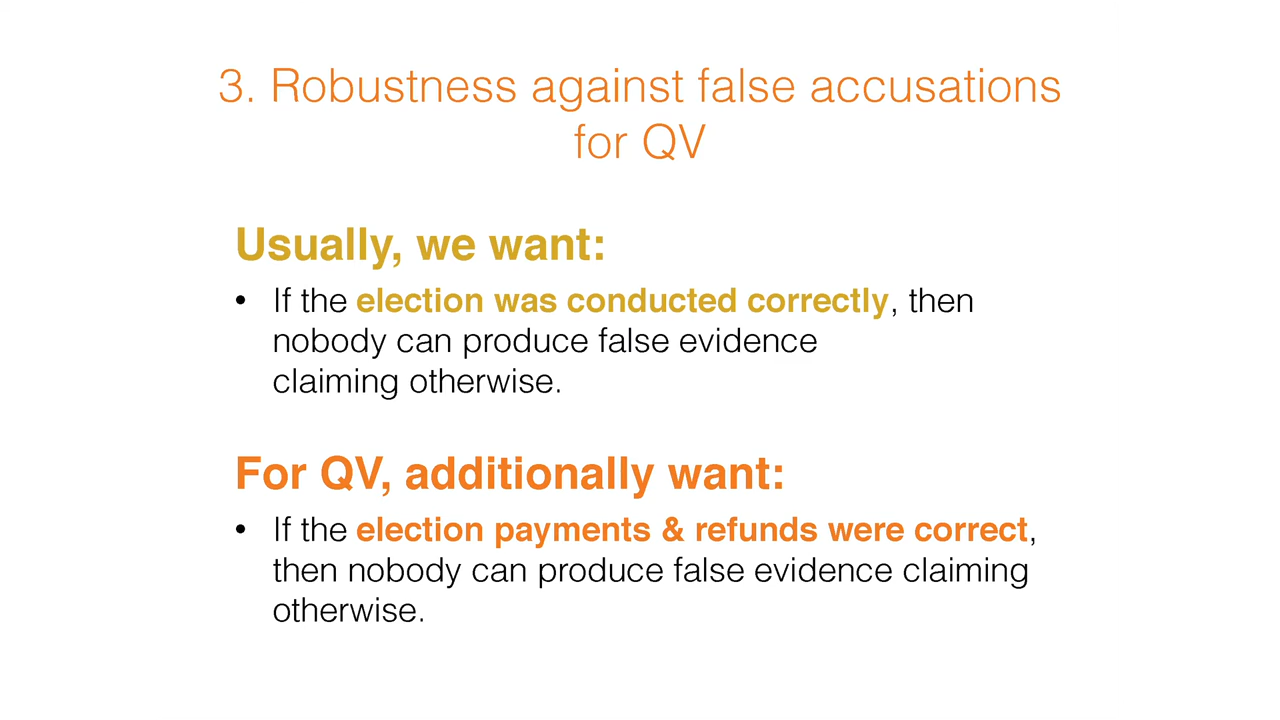 3. Robustness against false accusations
for QV
Usually, we want:
• If the election was conducted correctly, then
nobody can produce false evidence
claiming otherwise.
For QV, additionally want:
• If the election payments & refunds were correct,
then nobody can produce false evidence claiming
otherwise.